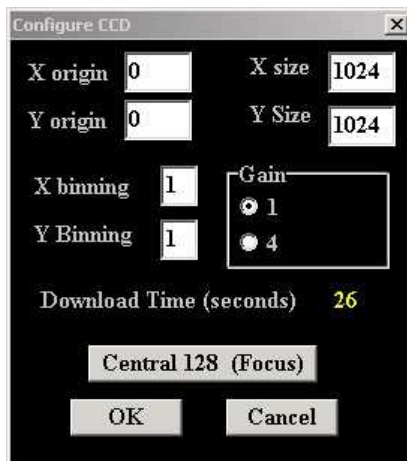 Configure CCD
X origin 0 X size 1024
Y origin 0 Y Size 1024
X binning 1 Gain
1
Y Binning 1
4
Download Time (seconds) 26
Central 128 (Focus)
OK Cancel